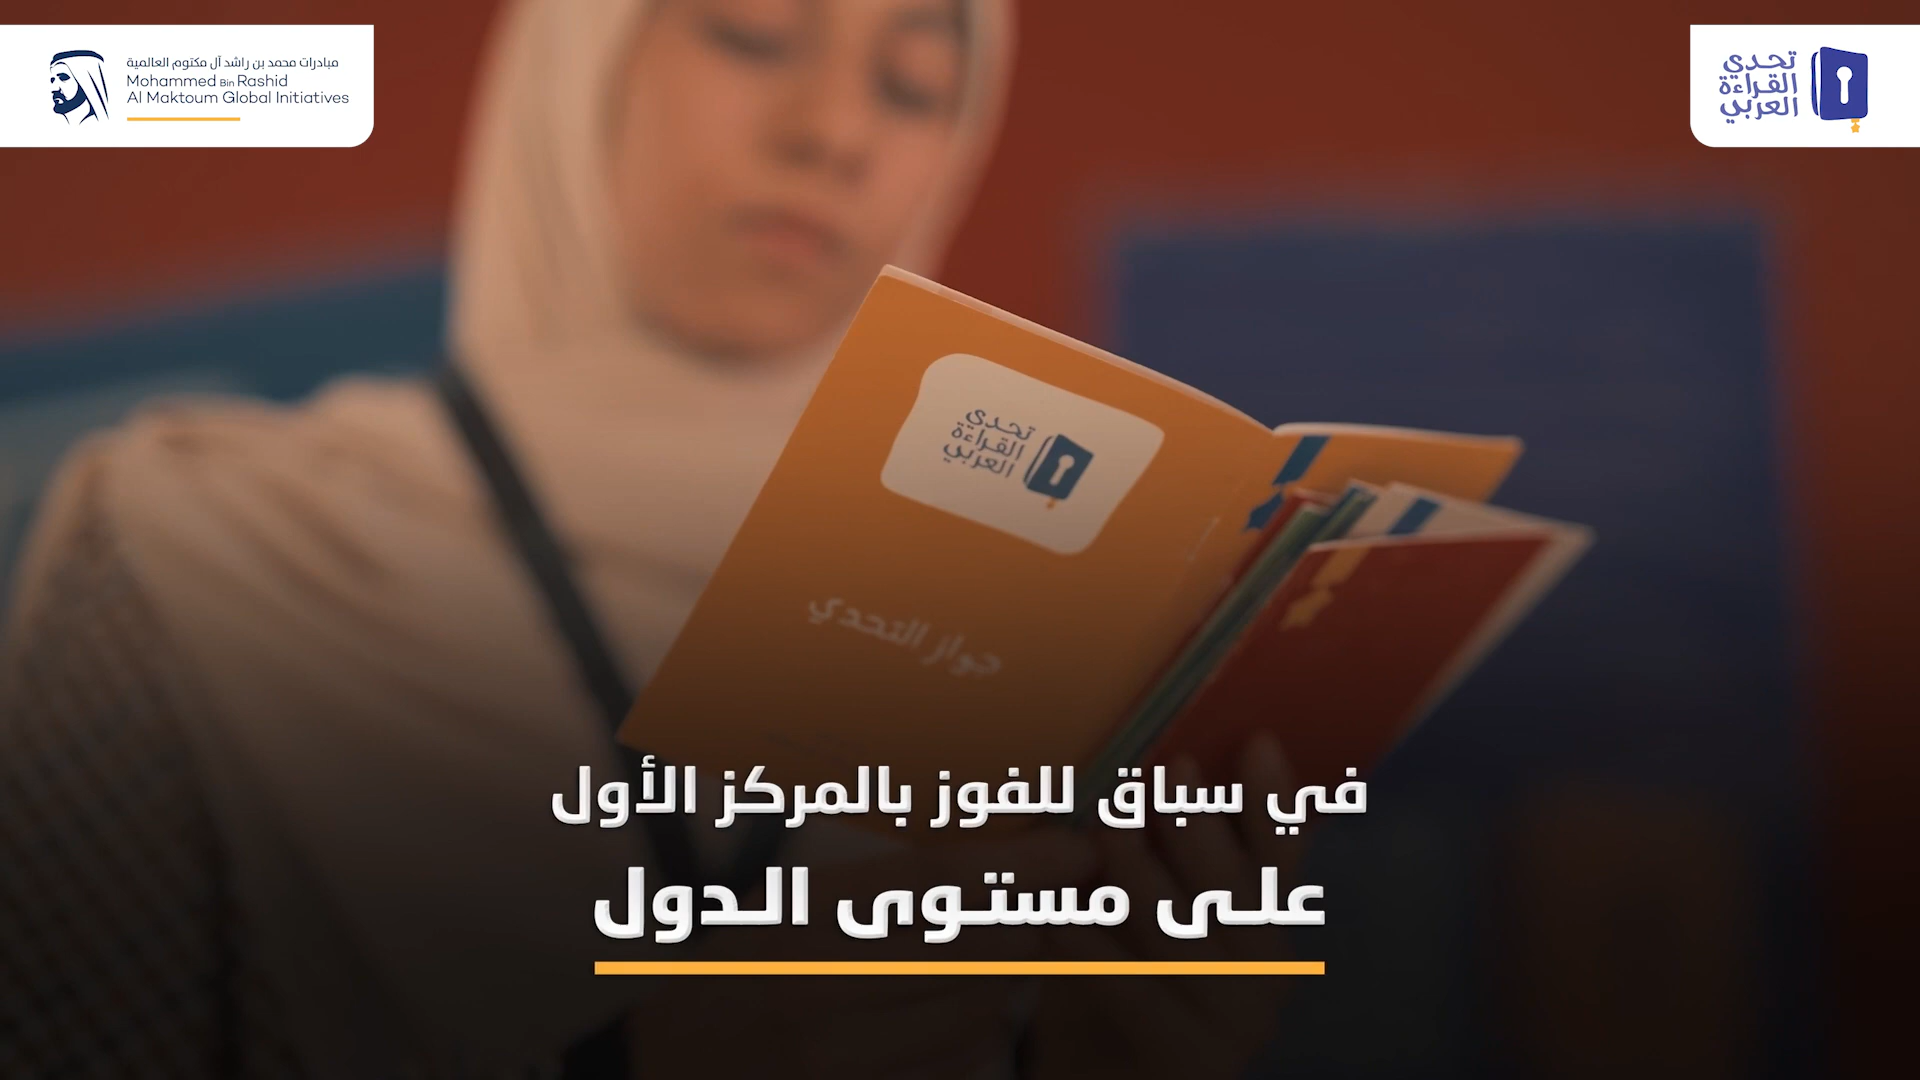 مبادرات محمد بن راشد آل مكتوم العالمية
Mohammed Bin Rashid
Al Maktoum Global Initiatives
تحدي
القراءة
العربي
تحدي
القراءة
العربي
جواز التحدي
في سباق للفوز بالمركز الأول
على مستوى الدول